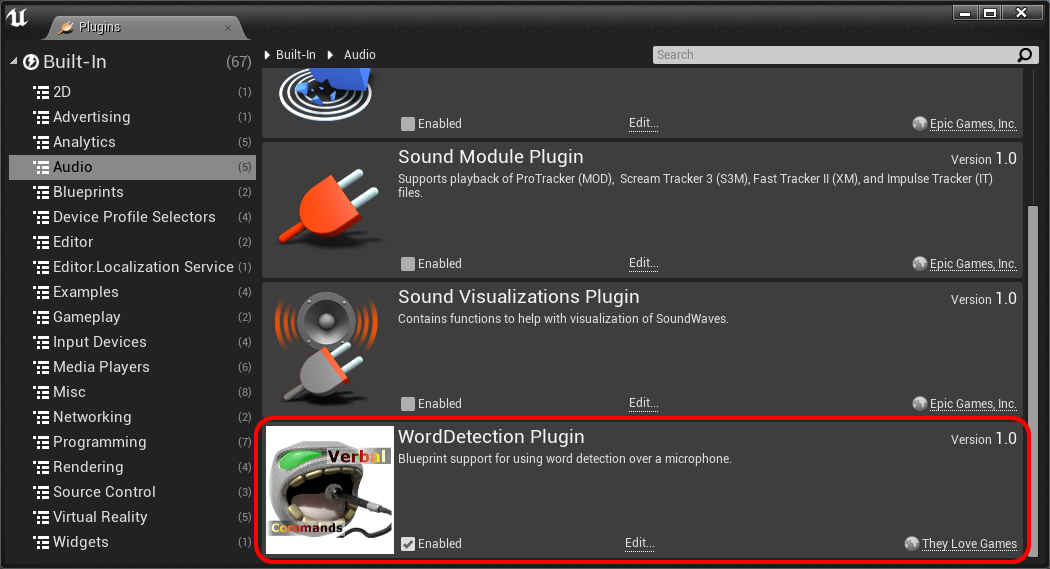 Plugins
Built-In (67)
2D (1)
Advertising (1)
Analytics (5)
Audio (5)
Blueprints (2)
Device Profile Selectors (4)
Editor (2)
Editor.Localization Service (1)
Examples (4)
Gameplay (2)
Input Devices (4)
Media Players (6)
Misc (8)
Networking (2)
Programming (7)
Rendering (4)
Source Control (3)
Virtual Reality (5)
Widgets (1)
Built-In Audio
Search
Enabled Edit... Epic Games, Inc.
Sound Module Plugin Version 1.0
Supports playback of ProTracker (MOD), Scream Tracker 3 (S3M), Fast Tracker II (XM), and Impulse Tracker (IT)
files.
Enabled Edit... Epic Games, Inc.
Sound Visualizations Plugin Version 1.0
Contains functions to help with visualization of SoundWaves.
Enabled Edit... Epic Games, Inc.
Verbal
Commands
WordDetection Plugin Version 1.0
Blueprint support for using word detection over a microphone.
Enabled Edit... They Love Games